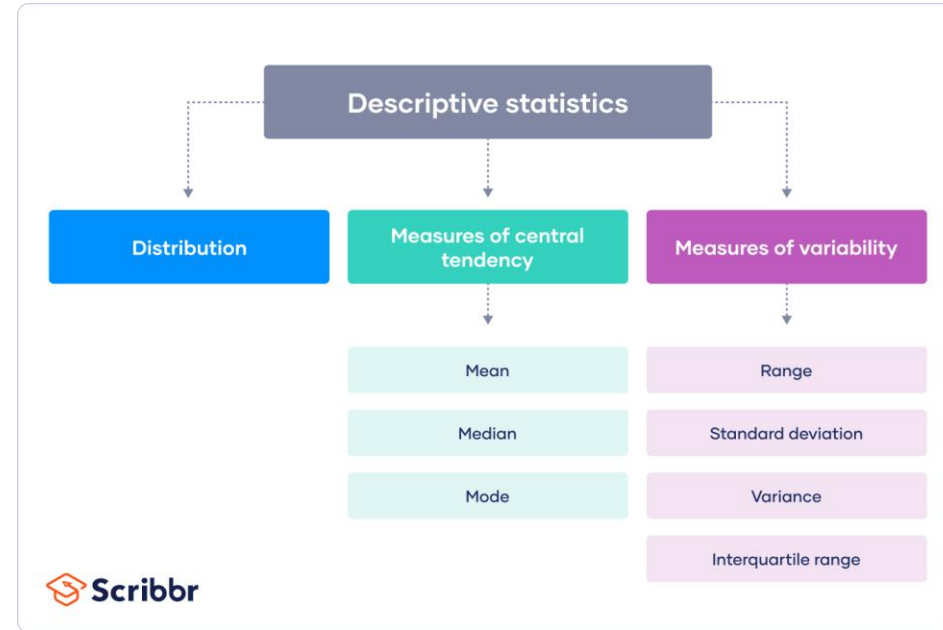 Descriptive statistics
Distribution
Measures of central
tendency
Measures of variability
Mean
Range
Median
Standard deviation
Mode
Variance
Interquartile range
Scribbr